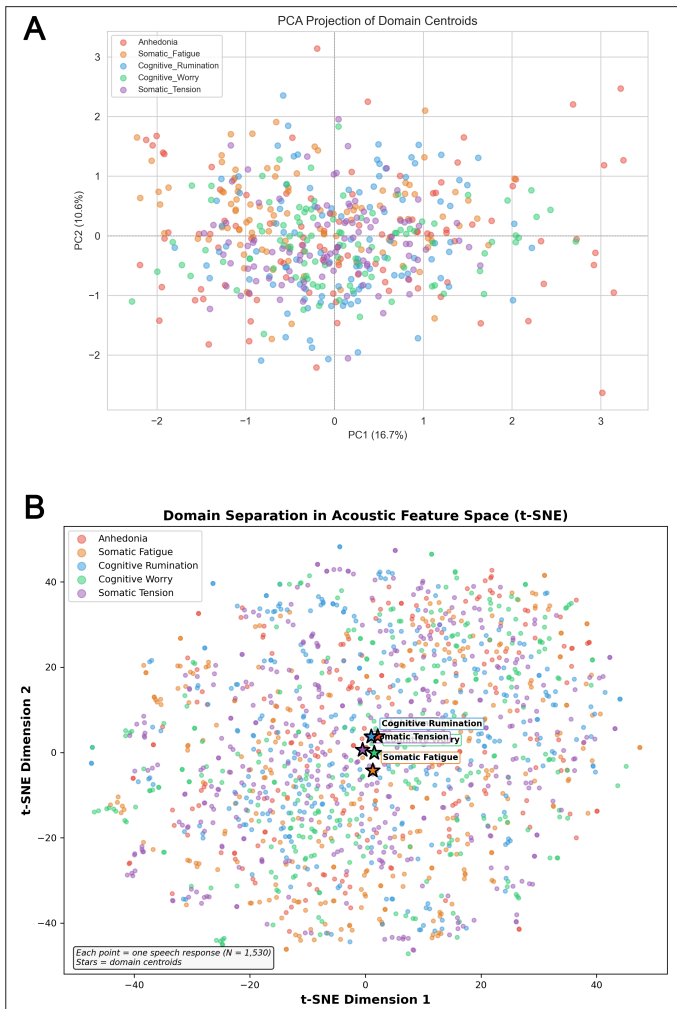 A
PCA Projection of Domain Centroids
Anhedonia
Somatic_Fatigue
Cognitive_Rumination
Cognitive_Worry
Somatic_Tension
3
2
1
0
−1
−2
PC2 (10.6%)
−2
−1
0
1
2
3
PC1 (16.7%)
B
Domain Separation in Acoustic Feature Space (t-SNE)
Anhedonia
Somatic Fatigue
Cognitive Rumination
Cognitive Worry
Somatic Tension
40
20
0
−20
−40
t-SNE Dimension 2
Cognitive Rumination
matic Tension
ry
Somatic Fatigue
Each point = one speech response (N = 1,530)
Stars = domain centroids
−40
−20
0
20
40
t-SNE Dimension 1